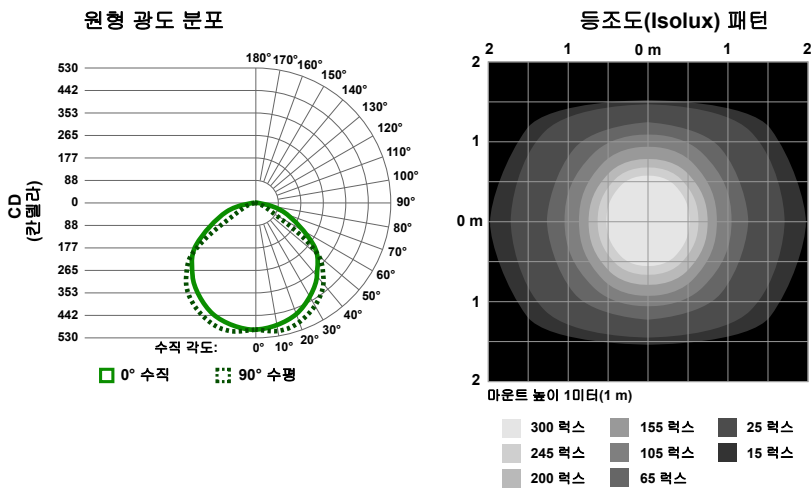 원형 광도 분포
530
442
353
265
177
88
0
88
177
265
353
442
530
CD
(칸델라)
180°
170°
160°
150°
140°
130°
120°
110°
100°
90°
80°
70°
60°
50°
40°
30°
20°
10°
0°
수직 각도:
0° 수직
90° 수평
등조도(Isolux) 패턴
2 1 0 m 1 2
2
1
0 m
1
2
마운트 높이 1미터(1 m)
300 럭스
245 럭스
200 럭스
155 럭스
105 럭스
65 럭스
25 럭스
15 럭스